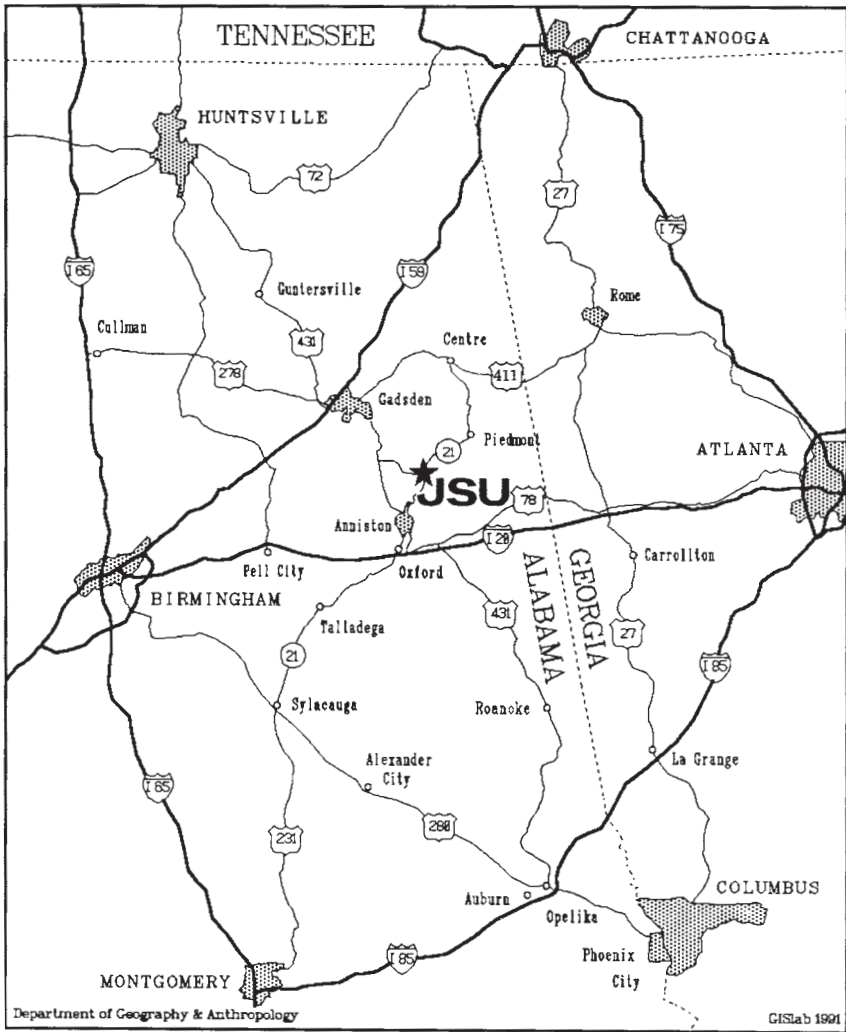 TENNESSEE
CHATTANOOGA
HUNTSVILLE
72
27
I 65
I 59
I 75
Guntersville
Rome
Cullman
431
Centre
278
411
Gadsden
Piedmont
21
ATLANTA
JSU
78
Anniston
I 20
Pell City
Oxford
Carrollton
BIRMINGHAM
ALABAMA
GEORGIA
Talladega
431
27
21
I 85
Sylacauga
Roanoke
La Grange
Alexander
City
I 65
231
280
COLUMBUS
Auburn
Opelika
Phoenix
City
I 85
MONTGOMERY
Department of Geography & Anthropology
GISlab 1991